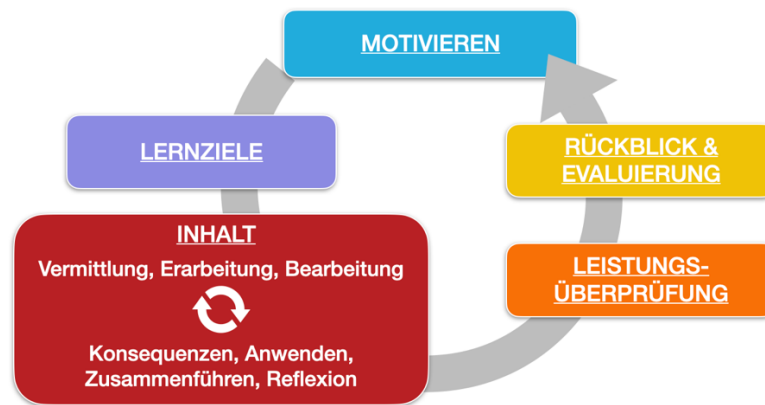 MOTIVIEREN
LERNZIELE
INHALT
Vermittlung, Erarbeitung, Bearbeitung
Konsequenzen, Anwenden,
Zusammenführen, Reflexion
LEISTUNGS-
ÜBERPRÜFUNG
RÜCKBLICK &
EVALUIERUNG